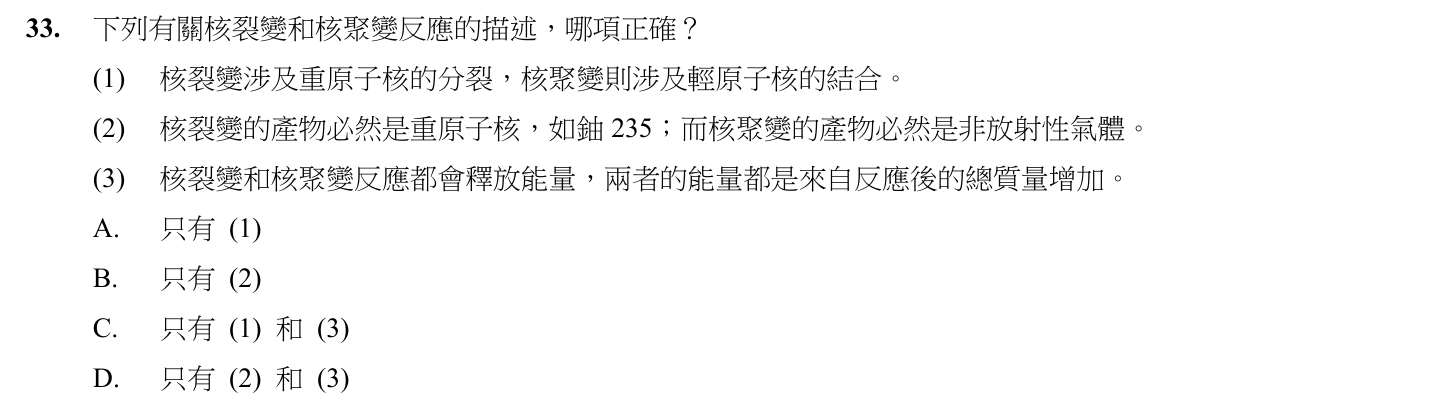 33. 下列有關核裂變和核聚變反應的描述，哪項正確？
(1) 核裂變涉及重原子核的分裂，核聚變則涉及輕原子核的結合。
(2) 核裂變的產物必然是重原子核，如鈾 235；而核聚變的產物必然是非放射性氣體。
(3) 核裂變和核聚變反應都會釋放能量，兩者的能量都是來自反應後的總質量增加。
A. 只有 (1)
B. 只有 (2)
C. 只有 (1) 和 (3)
D. 只有 (2) 和 (3)